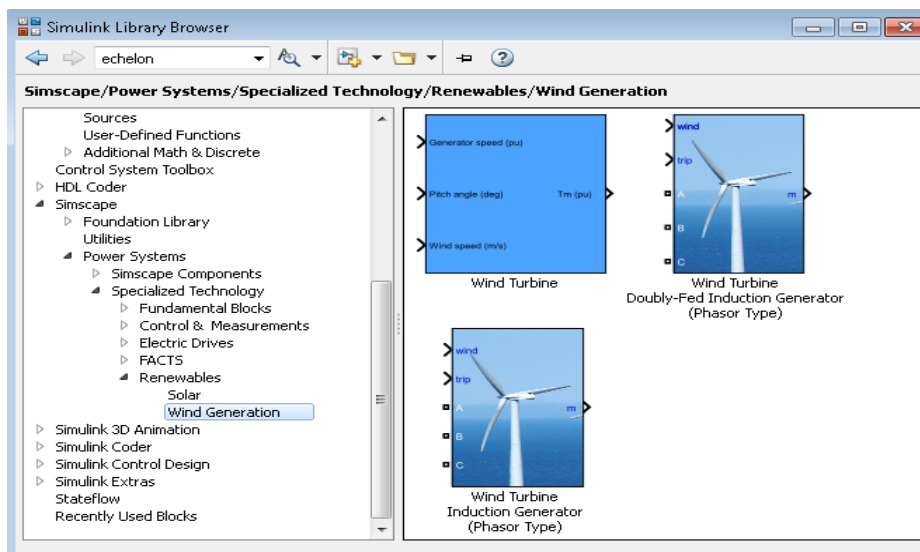 Simulink Library Browser
echelon
Simscape/Power Systems/Specialized Technology/Renewables/Wind Generation
Sources
User-Defined Functions
Additional Math & Discrete
Control System Toolbox
HDL Coder
Simscape
Foundation Library
Utilities
Power Systems
Simscape Components
Specialized Technology
Fundamental Blocks
Control & Measurements
Electric Drives
FACTS
Renewables
Solar
Wind Generation
Simulink 3D Animation
Simulink Coder
Simulink Control Design
Simulink Extras
Stateflow
Recently Used Blocks
Generator speed (pu)
Pitch angle (deg)
Tm (pu)
Wind speed (m/s)
Wind Turbine
wind
trip
A
m
B
C
Wind Turbine
Doubly-Fed Induction Generator
(Phasor Type)
wind
trip
A
m
B
C
Wind Turbine
Induction Generator
(Phasor Type)